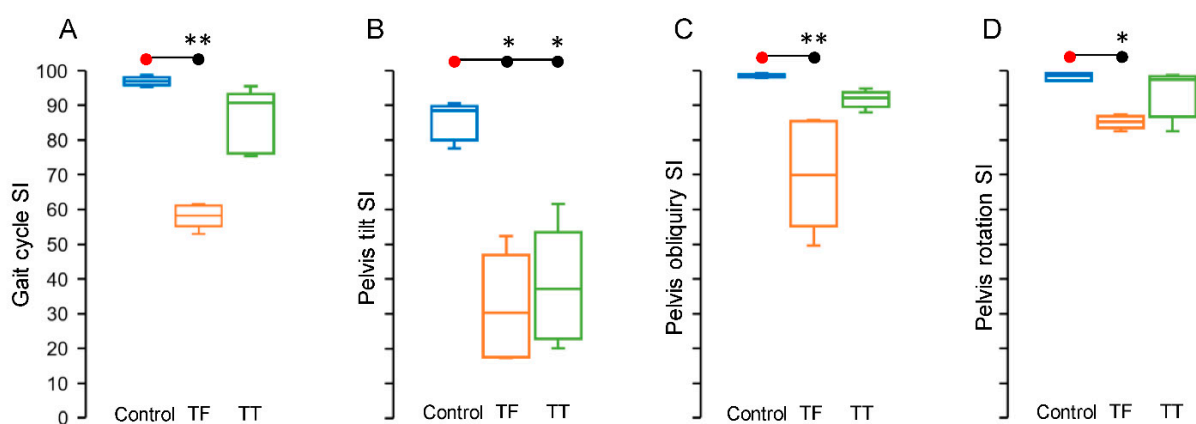 A
**
Gait cycle SI
100
90
80
70
60
50
40
30
20
10
0
Control TF TT
B
* *
Pelvis tilt SI
Control TF TT
C
**
Pelvis obliquiry SI
Control TF TT
D
*
Pelvis rotation SI
Control TF TT